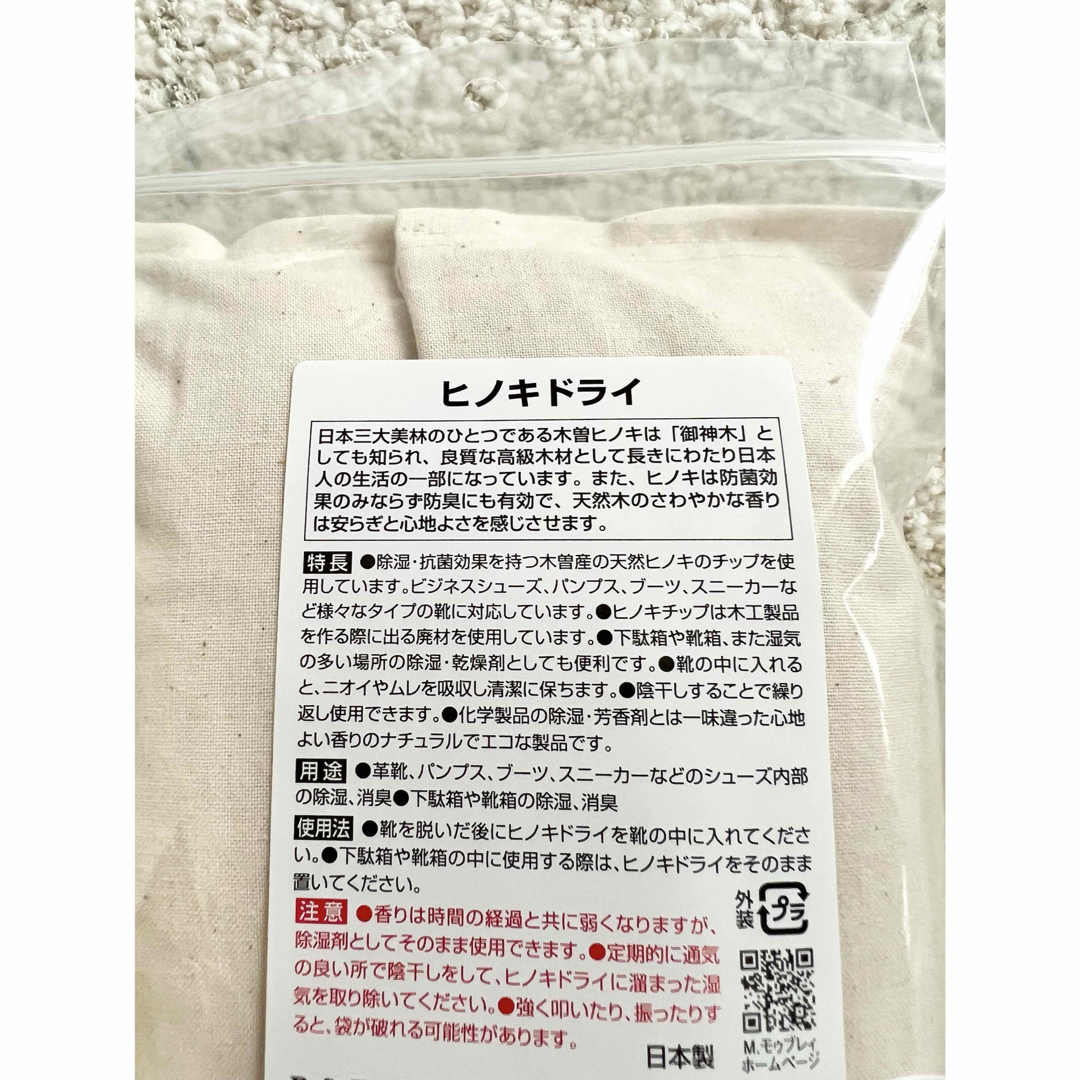 ヒノキドライ
日本三大美林のひとつである木曽ヒノキは「御神木」と
しても知られ、良質な高級木材として長きにわたり日本
人の生活の一部になっています。また、ヒノキは防菌効
果のみならず防臭にも有効で、天然木のさわやかな香り
は安らぎと心地よさを感じさせます。
特長 ●除湿・抗菌効果を持つ木曽産の天然ヒノキのチップを使
用しています。ビジネスシューズ、パンプス、ブーツ、スニーカーな
ど様々なタイプの靴に対応しています。●ヒノキチップは木工製品
を作る際に出る廃材を使用しています。●下駄箱や靴箱、また湿気
の多い場所の除湿・乾燥剤としても便利です。●靴の中に入れる
と、ニオイやムレを吸収し清潔に保ちます。●陰干しすることで繰り
返し使用できます。●化学製品の除湿・芳香剤とは一味違った心地
よい香りのナチュラルでエコな製品です。
用途 ●革靴、パンプス、ブーツ、スニーカーなどのシューズ内部
の除湿、消臭●下駄箱や靴箱の除湿、消臭
使用法 ●靴を脱いだ後にヒノキドライを靴の中に入れてくださ
い。●下駄箱や靴箱の中に使用する際は、ヒノキドライをそのまま
置いてください。
注意 ●香りは時間の経過と共に弱くなりますが、
除湿剤としてそのまま使用できます。●定期的に通気
の良い所で陰干しをして、ヒノキドライに溜まった湿
気を取り除いてください。●強く叩いたり、振ったりす
ると、袋が破れる可能性があります。
日本製
外装 プラ
M.モゥブレィ
ホームページ